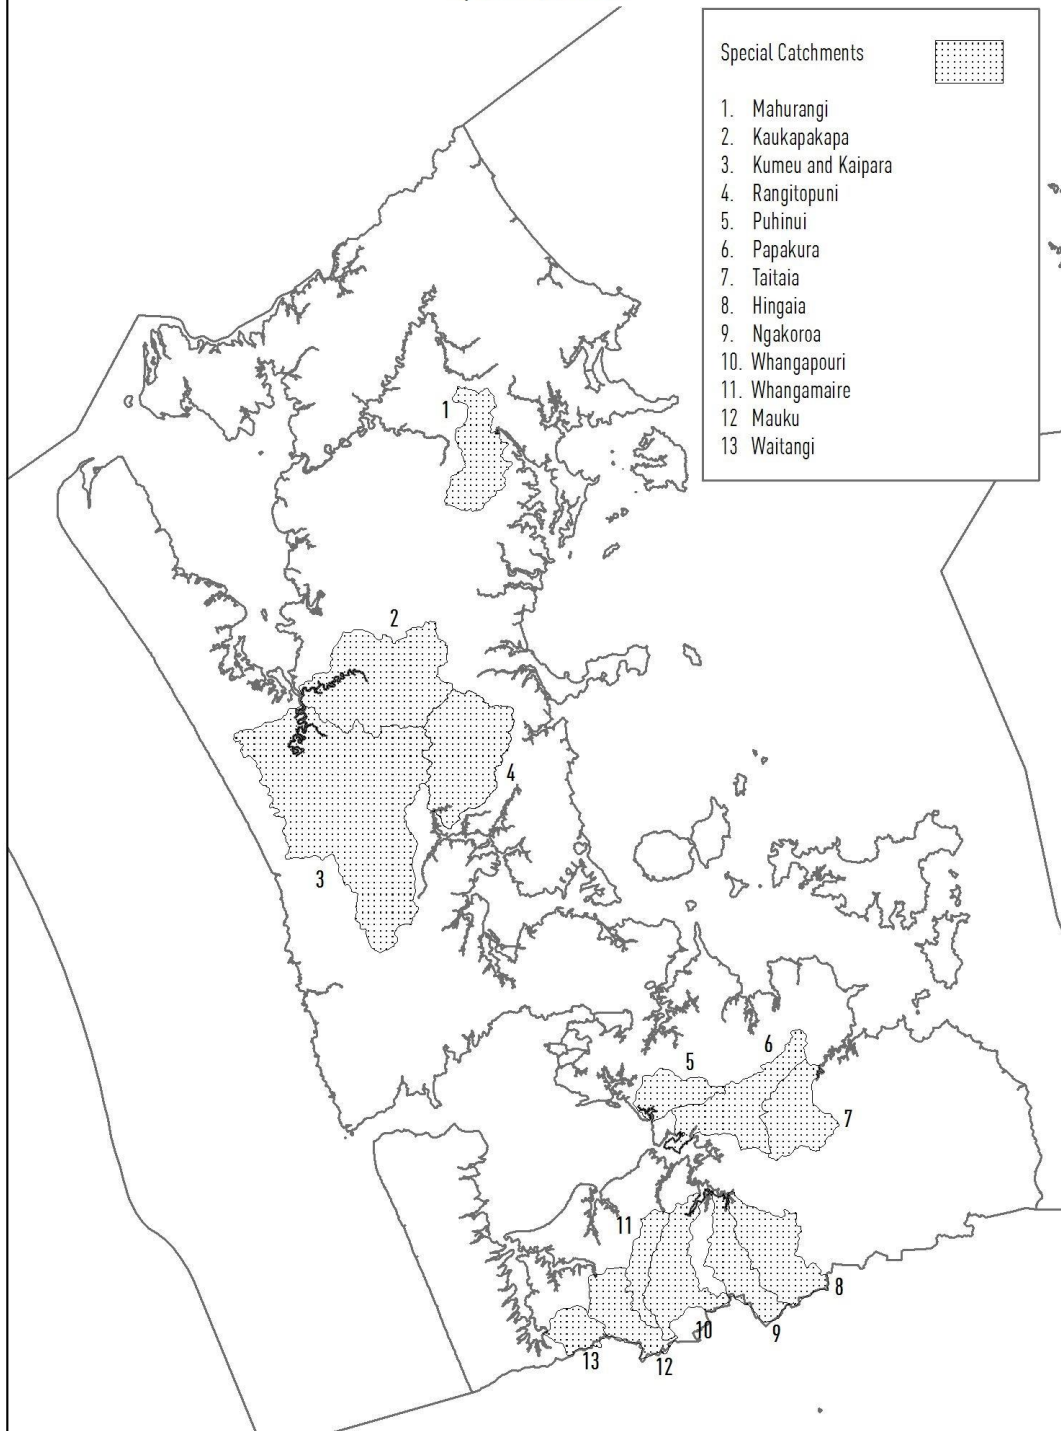 Special Catchments
1. Mahurangi
2. Kaukapakapa
3. Kumeu and Kaipara
4. Rangitopuni
5. Puhinui
6. Papakura
7. Taitaia
8. Hingaia
9. Ngakoroa
10. Whangapouri
11. Whangamaire
12 Mauku
13 Waitangi
1
2
4
3
6
5
7
11
8
10
9
13
12